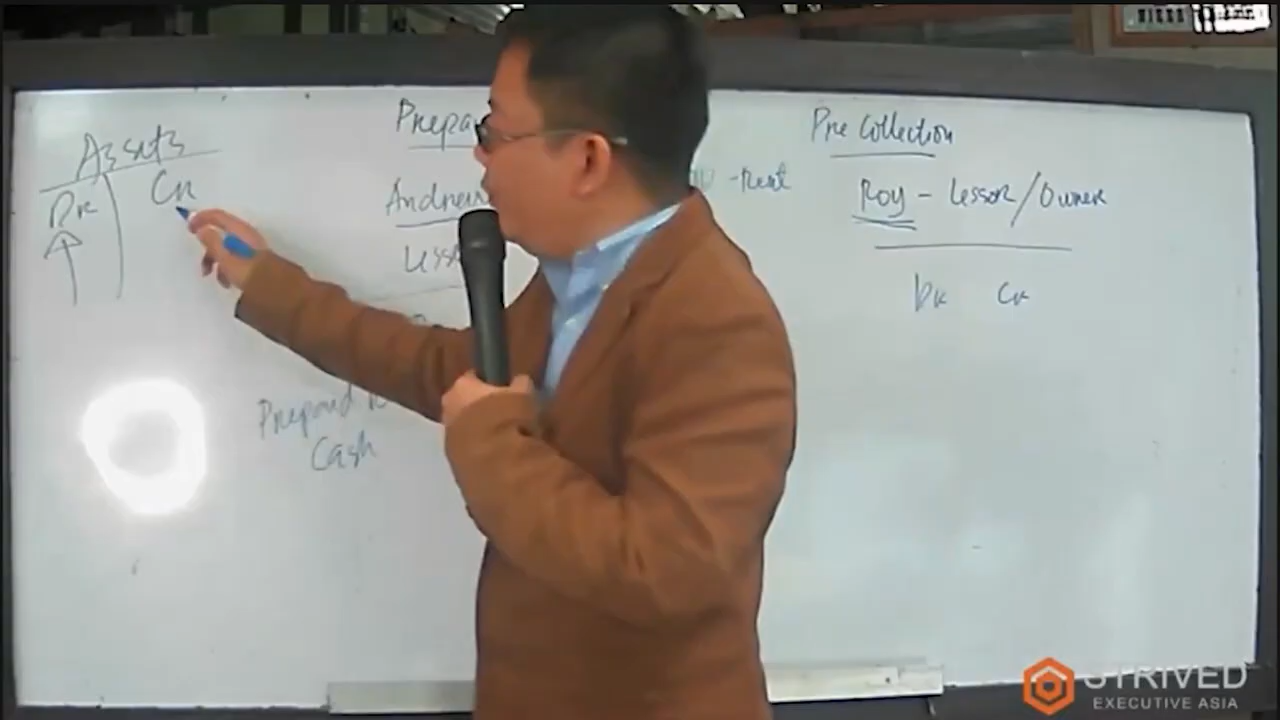 Assets
Dr Cr
Prepa
Andrew
Less
Prepaid R
Cash
-Rent
Pre Collection
Roy - Lessor/Owner
Dr Cr
STRIVED
EXECUTIVE ASIA